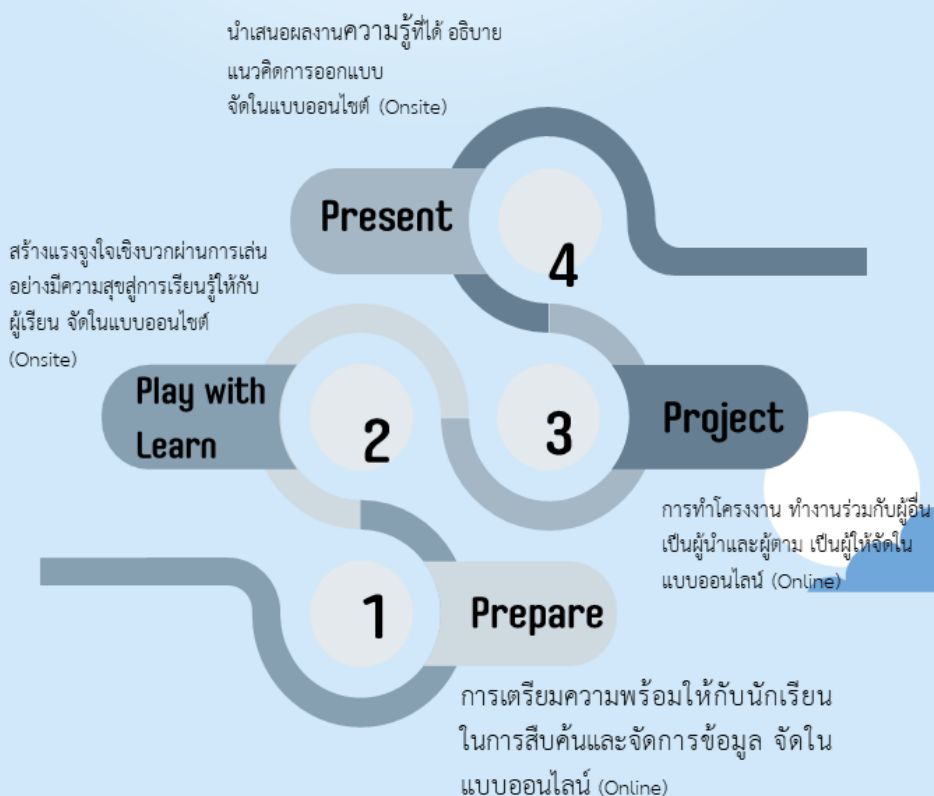 นำเสนอผลงานความรู้ที่ได้ อธิบาย
แนวคิดการออกแบบ
จัดในแบบออนไซต์ (Onsite)
Present
4
สร้างแรงจูงใจเชิงบวกผ่านการเล่น
อย่างมีความสุขสู่การเรียนรู้ให้กับ
ผู้เรียน จัดในแบบออนไซต์
(Onsite)
Play with
Learn
2
3
Project
การทำโครงงาน ทำงานร่วมกับผู้อื่น
เป็นผู้นำและผู้ตาม เป็นผู้ให้จัดใน
แบบออนไลน์ (Online)
1
Prepare
การเตรียมความพร้อมให้กับนักเรียน
ในการสืบค้นและจัดการข้อมูล จัดใน
แบบออนไลน์ (Online)